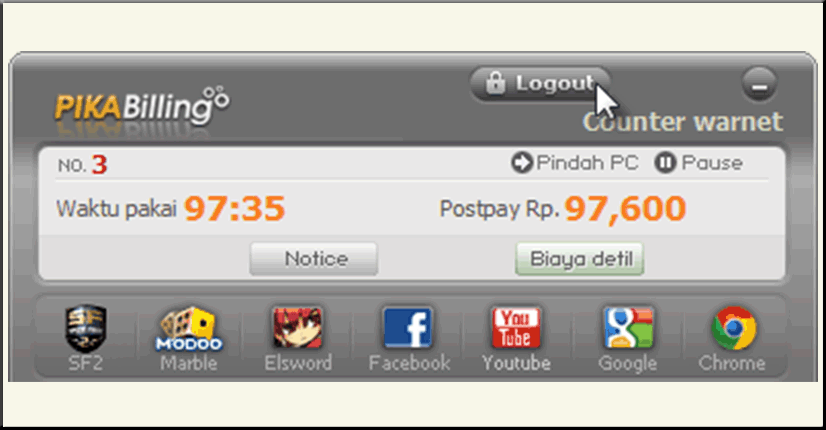 Logout
PIKABilling
Counter warnet
NO. 3 Pindah PC Pause
Waktu pakai 97:35 Postpay Rp. 97,600
Notice Biaya detil
SF
MODOO
You Tube
SF2 Marble Elsword Facebook Youtube Google Chrome